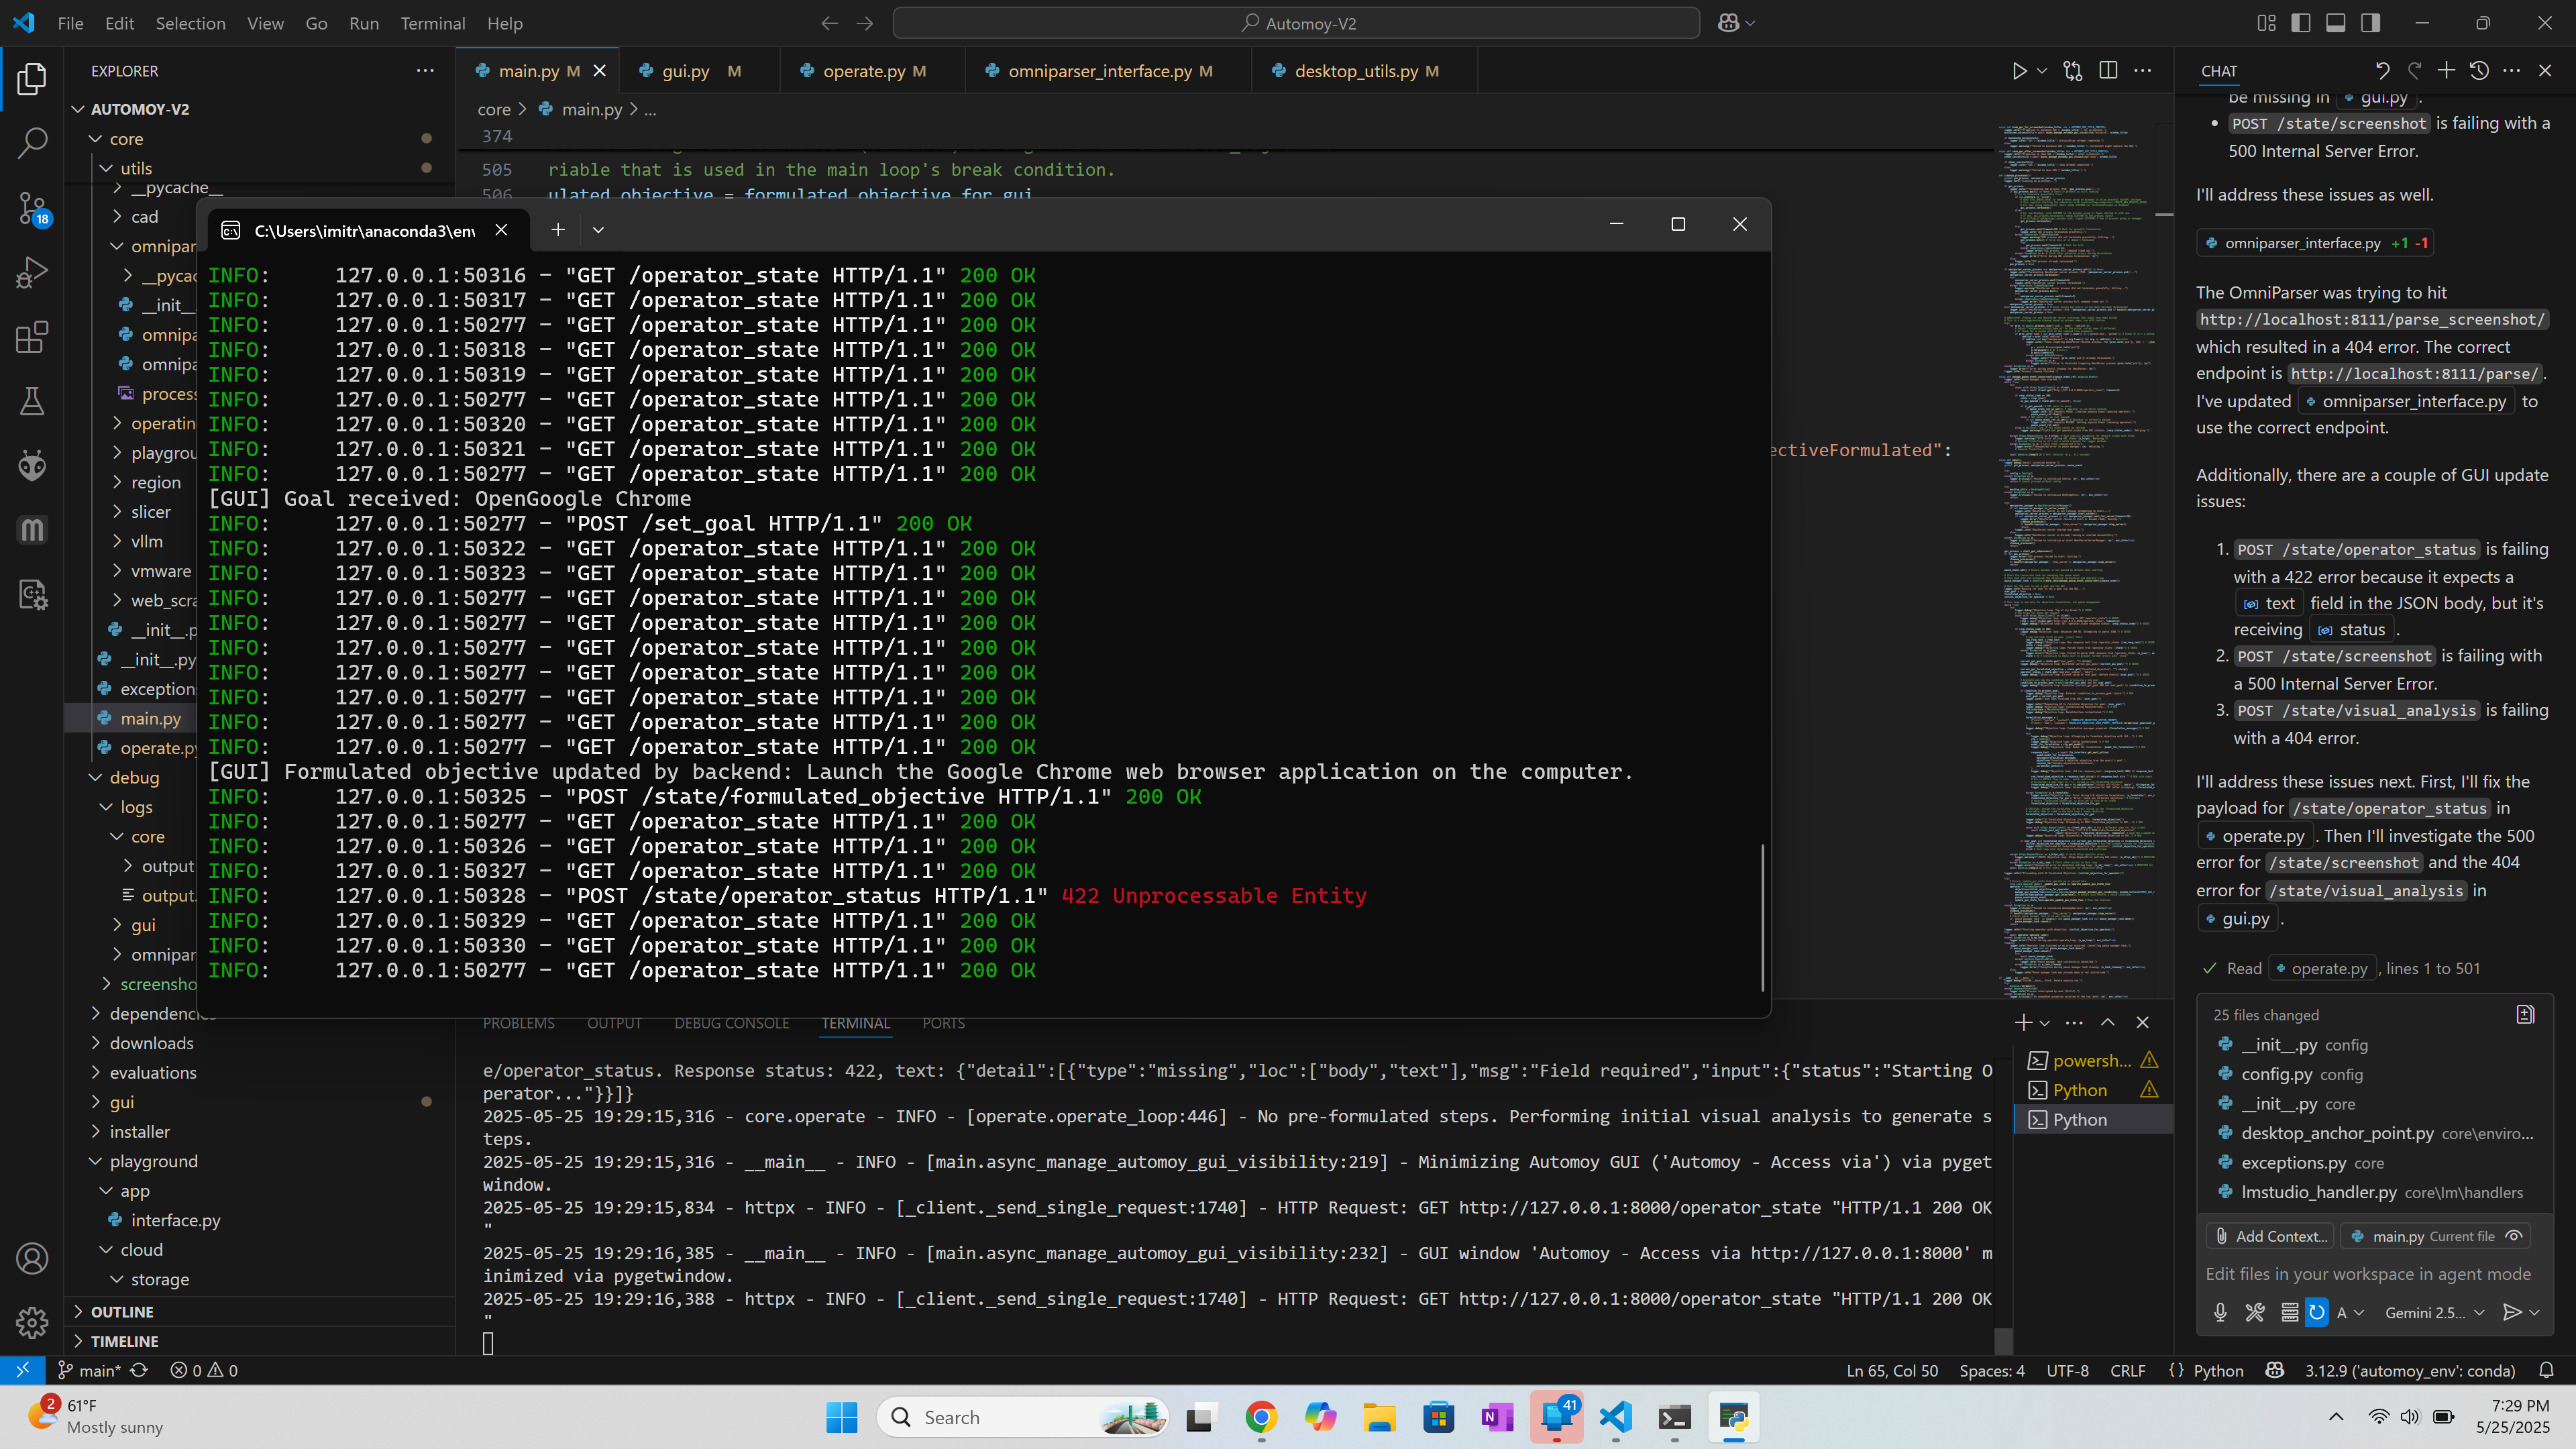 File Edit Selection View Go Run Terminal Help
Automoy-V2
EXPLORER
AUTOMOY-V2
core
utils
__pycache__
cad
omnipar
__pycac
__init__.
omnipa
omnipa
process
operatin
playgrou
region
slicer
vllm
vmware
web_scra
__init__.p
__init__.py
exceptions
main.py
operate.py
debug
logs
core
output
output.
gui
omnipar
screensho
dependencies
downloads
evaluations
gui
installer
playground
app
interface.py
cloud
storage
OUTLINE
TIMELINE
18
main.py M
gui.py M
operate.py M
omniparser_interface.py M
desktop_utils.py M
core > main.py > ...
374
505 riable that is used in the main loop's break condition.
506 ulated_objective = formulated_objective_for_gui
ectiveFormulated":
C:\Users\imitr\anaconda3\env
INFO: 127.0.0.1:50316 - "GET /operator_state HTTP/1.1" 200 OK
INFO: 127.0.0.1:50317 - "GET /operator_state HTTP/1.1" 200 OK
INFO: 127.0.0.1:50277 - "GET /operator_state HTTP/1.1" 200 OK
INFO: 127.0.0.1:50318 - "GET /operator_state HTTP/1.1" 200 OK
INFO: 127.0.0.1:50319 - "GET /operator_state HTTP/1.1" 200 OK
INFO: 127.0.0.1:50277 - "GET /operator_state HTTP/1.1" 200 OK
INFO: 127.0.0.1:50320 - "GET /operator_state HTTP/1.1" 200 OK
INFO: 127.0.0.1:50321 - "GET /operator_state HTTP/1.1" 200 OK
INFO: 127.0.0.1:50277 - "GET /operator_state HTTP/1.1" 200 OK
[GUI] Goal received: OpenGoogle Chrome
INFO: 127.0.0.1:50277 - "POST /set_goal HTTP/1.1" 200 OK
INFO: 127.0.0.1:50322 - "GET /operator_state HTTP/1.1" 200 OK
INFO: 127.0.0.1:50323 - "GET /operator_state HTTP/1.1" 200 OK
INFO: 127.0.0.1:50277 - "GET /operator_state HTTP/1.1" 200 OK
INFO: 127.0.0.1:50277 - "GET /operator_state HTTP/1.1" 200 OK
INFO: 127.0.0.1:50277 - "GET /operator_state HTTP/1.1" 200 OK
INFO: 127.0.0.1:50277 - "GET /operator_state HTTP/1.1" 200 OK
INFO: 127.0.0.1:50277 - "GET /operator_state HTTP/1.1" 200 OK
INFO: 127.0.0.1:50277 - "GET /operator_state HTTP/1.1" 200 OK
INFO: 127.0.0.1:50277 - "GET /operator_state HTTP/1.1" 200 OK
[GUI] Formulated objective updated by backend: Launch the Google Chrome web browser application on the computer.
INFO: 127.0.0.1:50325 - "POST /state/formulated_objective HTTP/1.1" 200 OK
INFO: 127.0.0.1:50277 - "GET /operator_state HTTP/1.1" 200 OK
INFO: 127.0.0.1:50326 - "GET /operator_state HTTP/1.1" 200 OK
INFO: 127.0.0.1:50327 - "GET /operator_state HTTP/1.1" 200 OK
INFO: 127.0.0.1:50328 - "POST /state/operator_status HTTP/1.1" 422 Unprocessable Entity
INFO: 127.0.0.1:50329 - "GET /operator_state HTTP/1.1" 200 OK
INFO: 127.0.0.1:50330 - "GET /operator_state HTTP/1.1" 200 OK
INFO: 127.0.0.1:50277 - "GET /operator_state HTTP/1.1" 200 OK
PROBLEMS OUTPUT DEBUG CONSOLE TERMINAL PORTS
e/operator_status. Response status: 422, text: {"detail":[{"type":"missing","loc":["body","text"],"msg":"Field required","input":{"status":"Starting O
perator..."}}]}
2025-05-25 19:29:15,316 - core.operate - INFO - [operate.operate_loop:446] - No pre-formulated steps. Performing initial visual analysis to generate s
teps.
2025-05-25 19:29:15,316 - __main__ - INFO - [main.async_manage_automoy_gui_visibility:219] - Minimizing Automoy GUI ('Automoy - Access via') via pyget
window.
2025-05-25 19:29:15,834 - httpx - INFO - [_client._send_single_request:1740] - HTTP Request: GET http://127.0.0.1:8000/operator_state "HTTP/1.1 200 OK
"
2025-05-25 19:29:16,385 - __main__ - INFO - [main.async_manage_automoy_gui_visibility:232] - GUI window 'Automoy - Access via http://127.0.0.1:8000' m
inimized via pygetwindow.
2025-05-25 19:29:16,388 - httpx - INFO - [_client._send_single_request:1740] - HTTP Request: GET http://127.0.0.1:8000/operator_state "HTTP/1.1 200 OK
"
powersh...
Python
Python
CHAT
be missing in gui.py .
• POST /state/screenshot is failing with a
500 Internal Server Error.
I'll address these issues as well.
omniparser_interface.py +1 -1
The OmniParser was trying to hit
http://localhost:8111/parse_screenshot/
which resulted in a 404 error. The correct
endpoint is http://localhost:8111/parse/.
I've updated omniparser_interface.py to
use the correct endpoint.
Additionally, there are a couple of GUI update
issues:
1. POST /state/operator_status is failing
with a 422 error because it expects a
text field in the JSON body, but it's
receiving status .
2. POST /state/screenshot is failing with
a 500 Internal Server Error.
3. POST /state/visual_analysis is failing
with a 404 error.
I'll address these issues next. First, I'll fix the
payload for /state/operator_status in
operate.py . Then I'll investigate the 500
error for /state/screenshot and the 404
error for /state/visual_analysis in
gui.py .
Read operate.py , lines 1 to 501
25 files changed
__init__.py config
config.py config
__init__.py core
desktop_anchor_point.py core\enviro...
exceptions.py core
lmstudio_handler.py core\lm\handlers
Add Context... main.py Current file
Edit files in your workspace in agent mode
A Gemini 2.5...
main* 0 0
Ln 65, Col 50 Spaces: 4 UTF-8 CRLF {} Python 3.12.9 ('automoy_env': conda)
2
61°F
Mostly sunny
Search
41
7:29 PM
5/25/2025